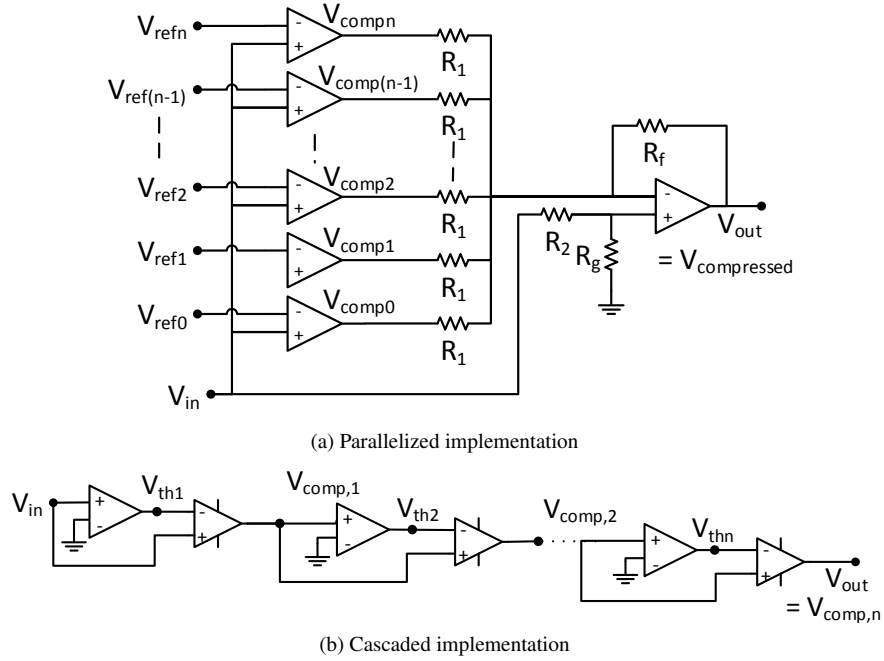 V_refn
V_compn
R_1
V_ref(n-1)
V_comp(n-1)
R_1
V_ref2
V_comp2
R_1
V_ref1
V_comp1
R_1
V_ref0
V_comp0
R_1
V_in
R_2
R_g
R_f
V_out
= V_compressed
(a) Parallelized implementation
V_in
V_th1
V_comp,1
V_th2
V_comp,2
V_thn
V_out
= V_comp,n
(b) Cascaded implementation